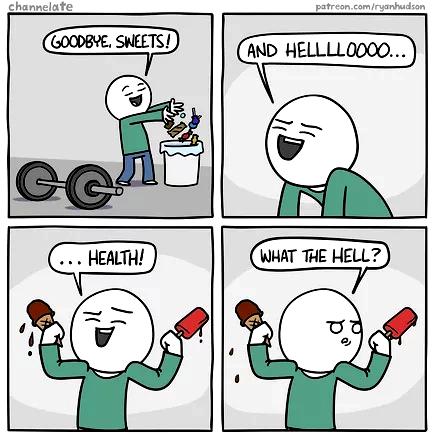 channelate
patreon.com/ryanhudson
GOODBYE, SWEETS!
AND HELLLLOOOO...
... HEALTH!
WHAT THE HELL?